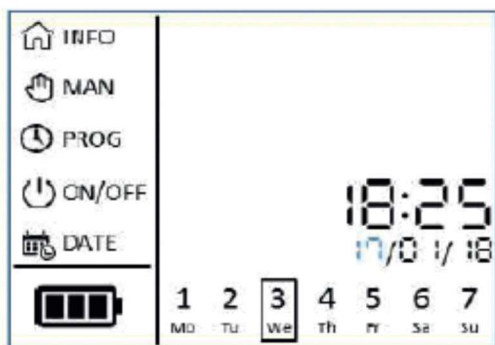 INFO
MAN
PROG
ON/OFF
DATE
18:25
17/01/18
1 2 3 4 5 6 7
Mo Tu We Th Fr Sa Su